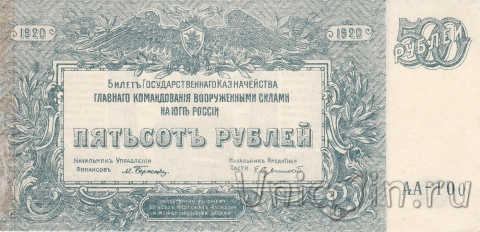 1920
1920
500
РУБЛЕЙ
Билетъ Государственнаго Казначейства
ГЛАВНАГО КОМАНДОВАНІЯ ВООРУЖЕННЫМИ СИЛАМИ
НА ЮГѢ РОССІИ
ПЯТЬСОТЪ РУБЛЕЙ
Начальникъ Управленія
Финансовъ
Начальникъ Кредитной
Части
АА-100